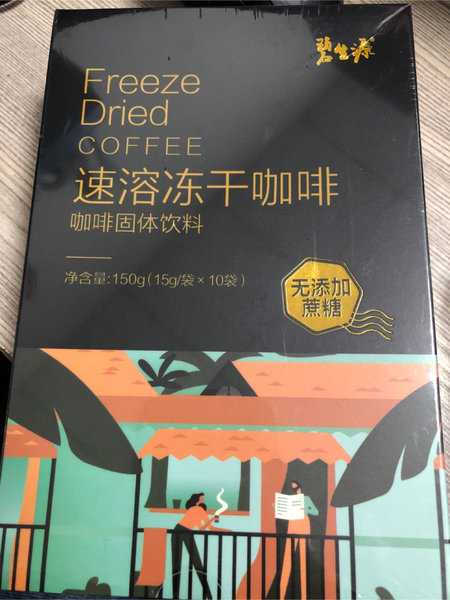 碧生源®
Freeze
Dried
COFFEE
速溶冻干咖啡
咖啡固体饮料
净含量:150g(15g/袋×10袋)
无添加
蔗糖